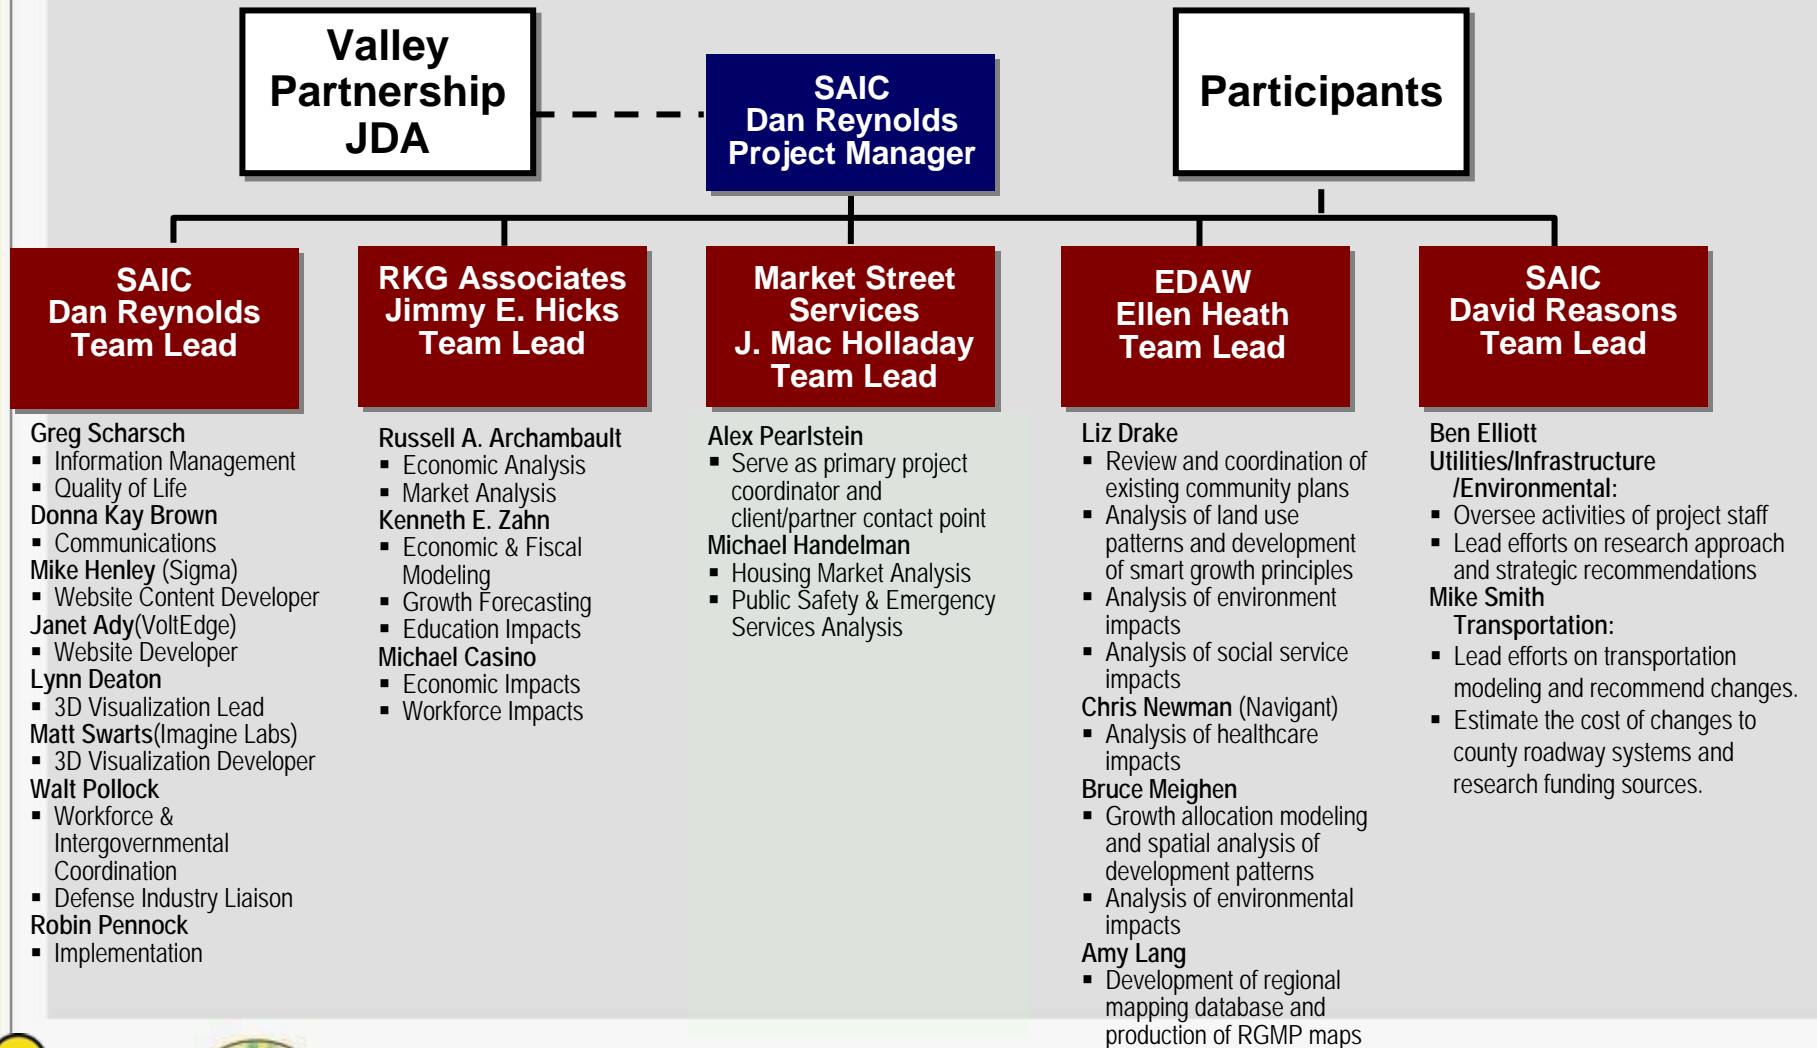 Valley
Partnership
JDA
SAIC
Dan Reynolds
Project Manager
Participants
SAIC
Dan Reynolds
Team Lead
RKG Associates
Jimmy E. Hicks
Team Lead
Market Street
Services
J. Mac Holladay
Team Lead
EDAW
Ellen Heath
Team Lead
SAIC
David Reasons
Team Lead
Greg Scharsch
▪ Information Management
▪ Quality of Life
Donna Kay Brown
▪ Communications
Mike Henley (Sigma)
▪ Website Content Developer
Janet Ady(VoltEdge)
▪ Website Developer
Lynn Deaton
▪ 3D Visualization Lead
Matt Swarts(Imagine Labs)
▪ 3D Visualization Developer
Walt Pollock
▪ Workforce &
Intergovernmental
Coordination
▪ Defense Industry Liaison
Robin Pennock
▪ Implementation
Russell A. Archambault
▪ Economic Analysis
▪ Market Analysis
Kenneth E. Zahn
▪ Economic & Fiscal
Modeling
▪ Growth Forecasting
▪ Education Impacts
Michael Casino
▪ Economic Impacts
▪ Workforce Impacts
Alex Pearlstein
▪ Serve as primary project
coordinator and
client/partner contact point
Michael Handelman
▪ Housing Market Analysis
▪ Public Safety & Emergency
Services Analysis
Liz Drake
▪ Review and coordination of
existing community plans
▪ Analysis of land use
patterns and development
of smart growth principles
▪ Analysis of environment
impacts
▪ Analysis of social service
impacts
Chris Newman (Navigant)
▪ Analysis of healthcare
impacts
Bruce Meighen
▪ Growth allocation modeling
and spatial analysis of
development patterns
▪ Analysis of environmental
impacts
Amy Lang
▪ Development of regional
mapping database and
production of RGMP maps
Ben Elliott
Utilities/Infrastructure
/Environmental:
▪ Oversee activities of project staff
▪ Lead efforts on research approach
and strategic recommendations
Mike Smith
Transportation:
▪ Lead efforts on transportation
modeling and recommend changes.
▪ Estimate the cost of changes to
county roadway systems and
research funding sources.